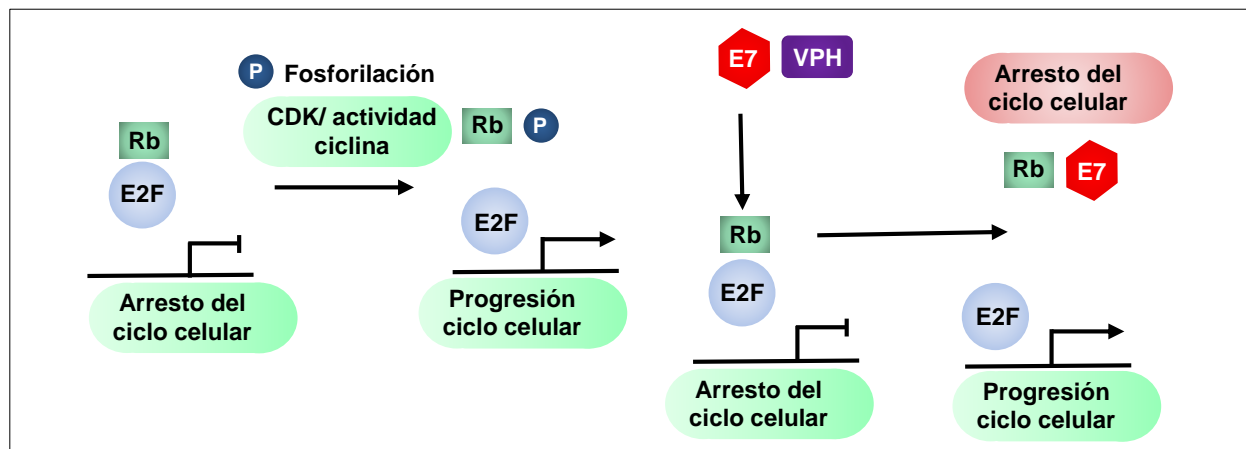 P Fosforilación
CDK/ actividad
ciclina
Rb P
Rb
E2F
E2F
Arresto del
ciclo celular
Progresión
ciclo celular
E7 VPH
Rb
E2F
Arresto del
ciclo celular
Arresto del
ciclo celular
Rb E7
E2F
Progresión
ciclo celular